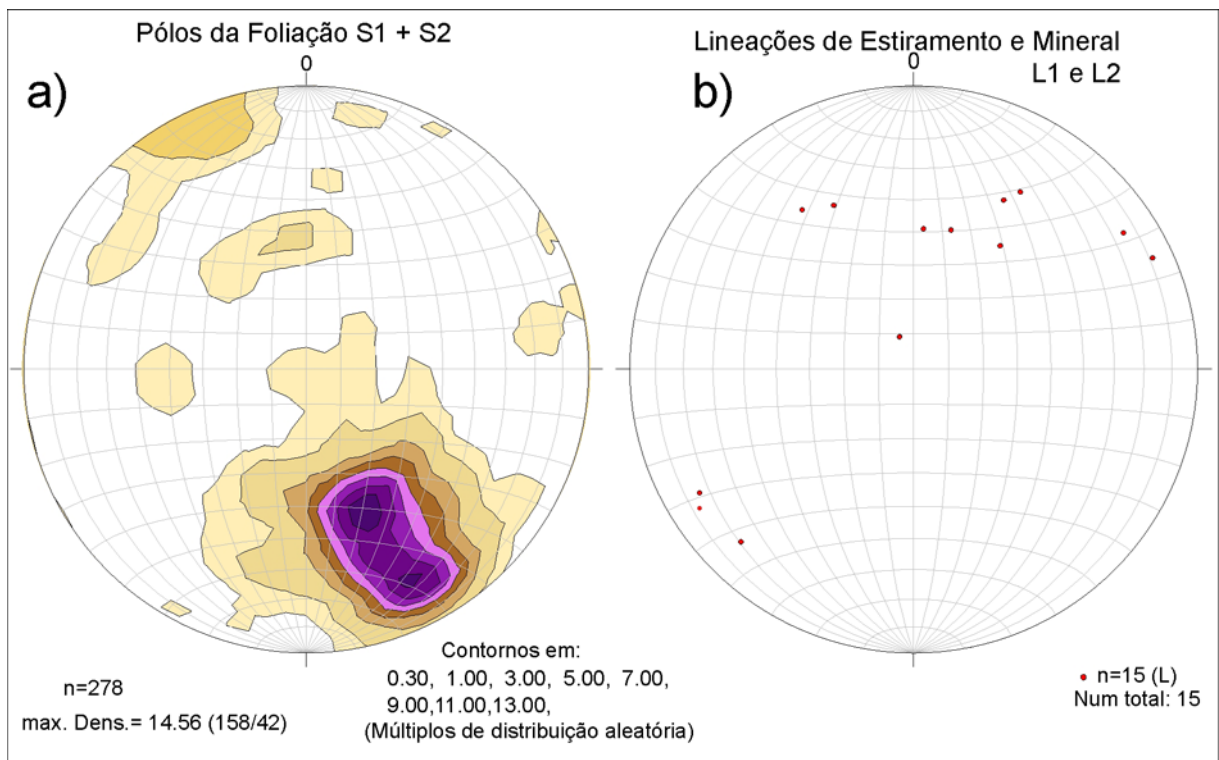 Pólos da Foliação S1 + S2
0
a)
n=278
max. Dens.= 14.56 (158/42)
Contornos em:
0.30, 1.00, 3.00, 5.00, 7.00,
9.00,11.00,13.00,
(Múltiplos de distribuição aleatória)
Lineações de Estiramento e Mineral
L1 e L2
0
b)
n=15 (L)
Num total: 15